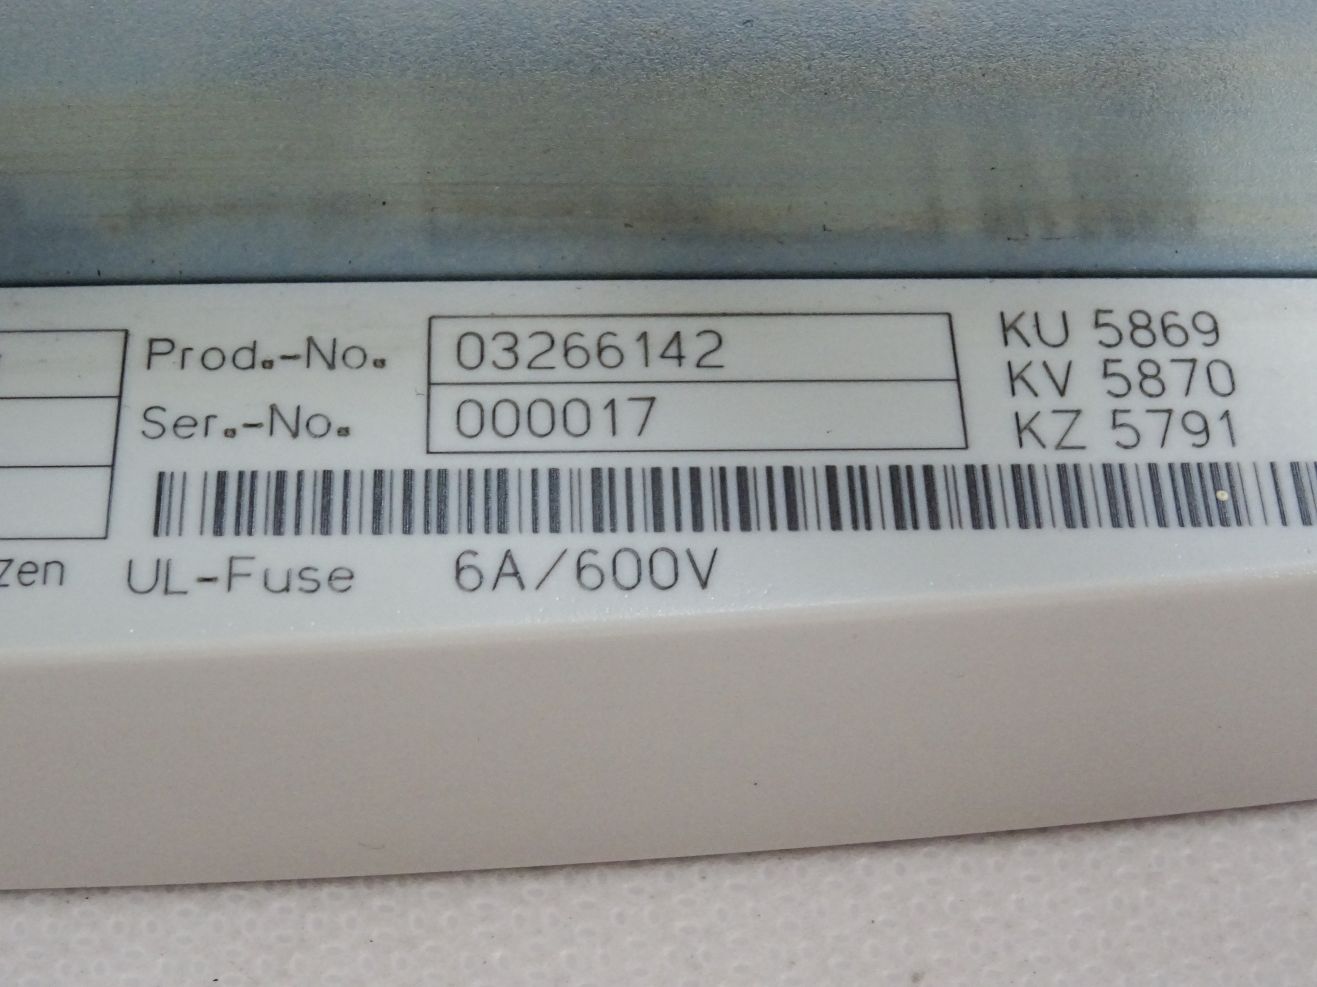 Prod.-No. 03266142
Ser.-No. 000017
KU 5869
KV 5870
KZ 5791
zen UL-Fuse 6A/600V